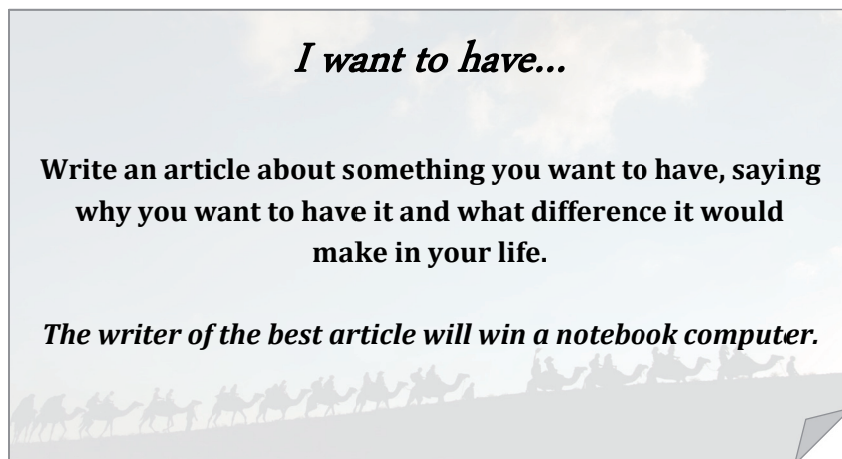 I want to have...
Write an article about something you want to have, saying
why you want to have it and what difference it would
make in your life.
The writer of the best article will win a notebook computer.